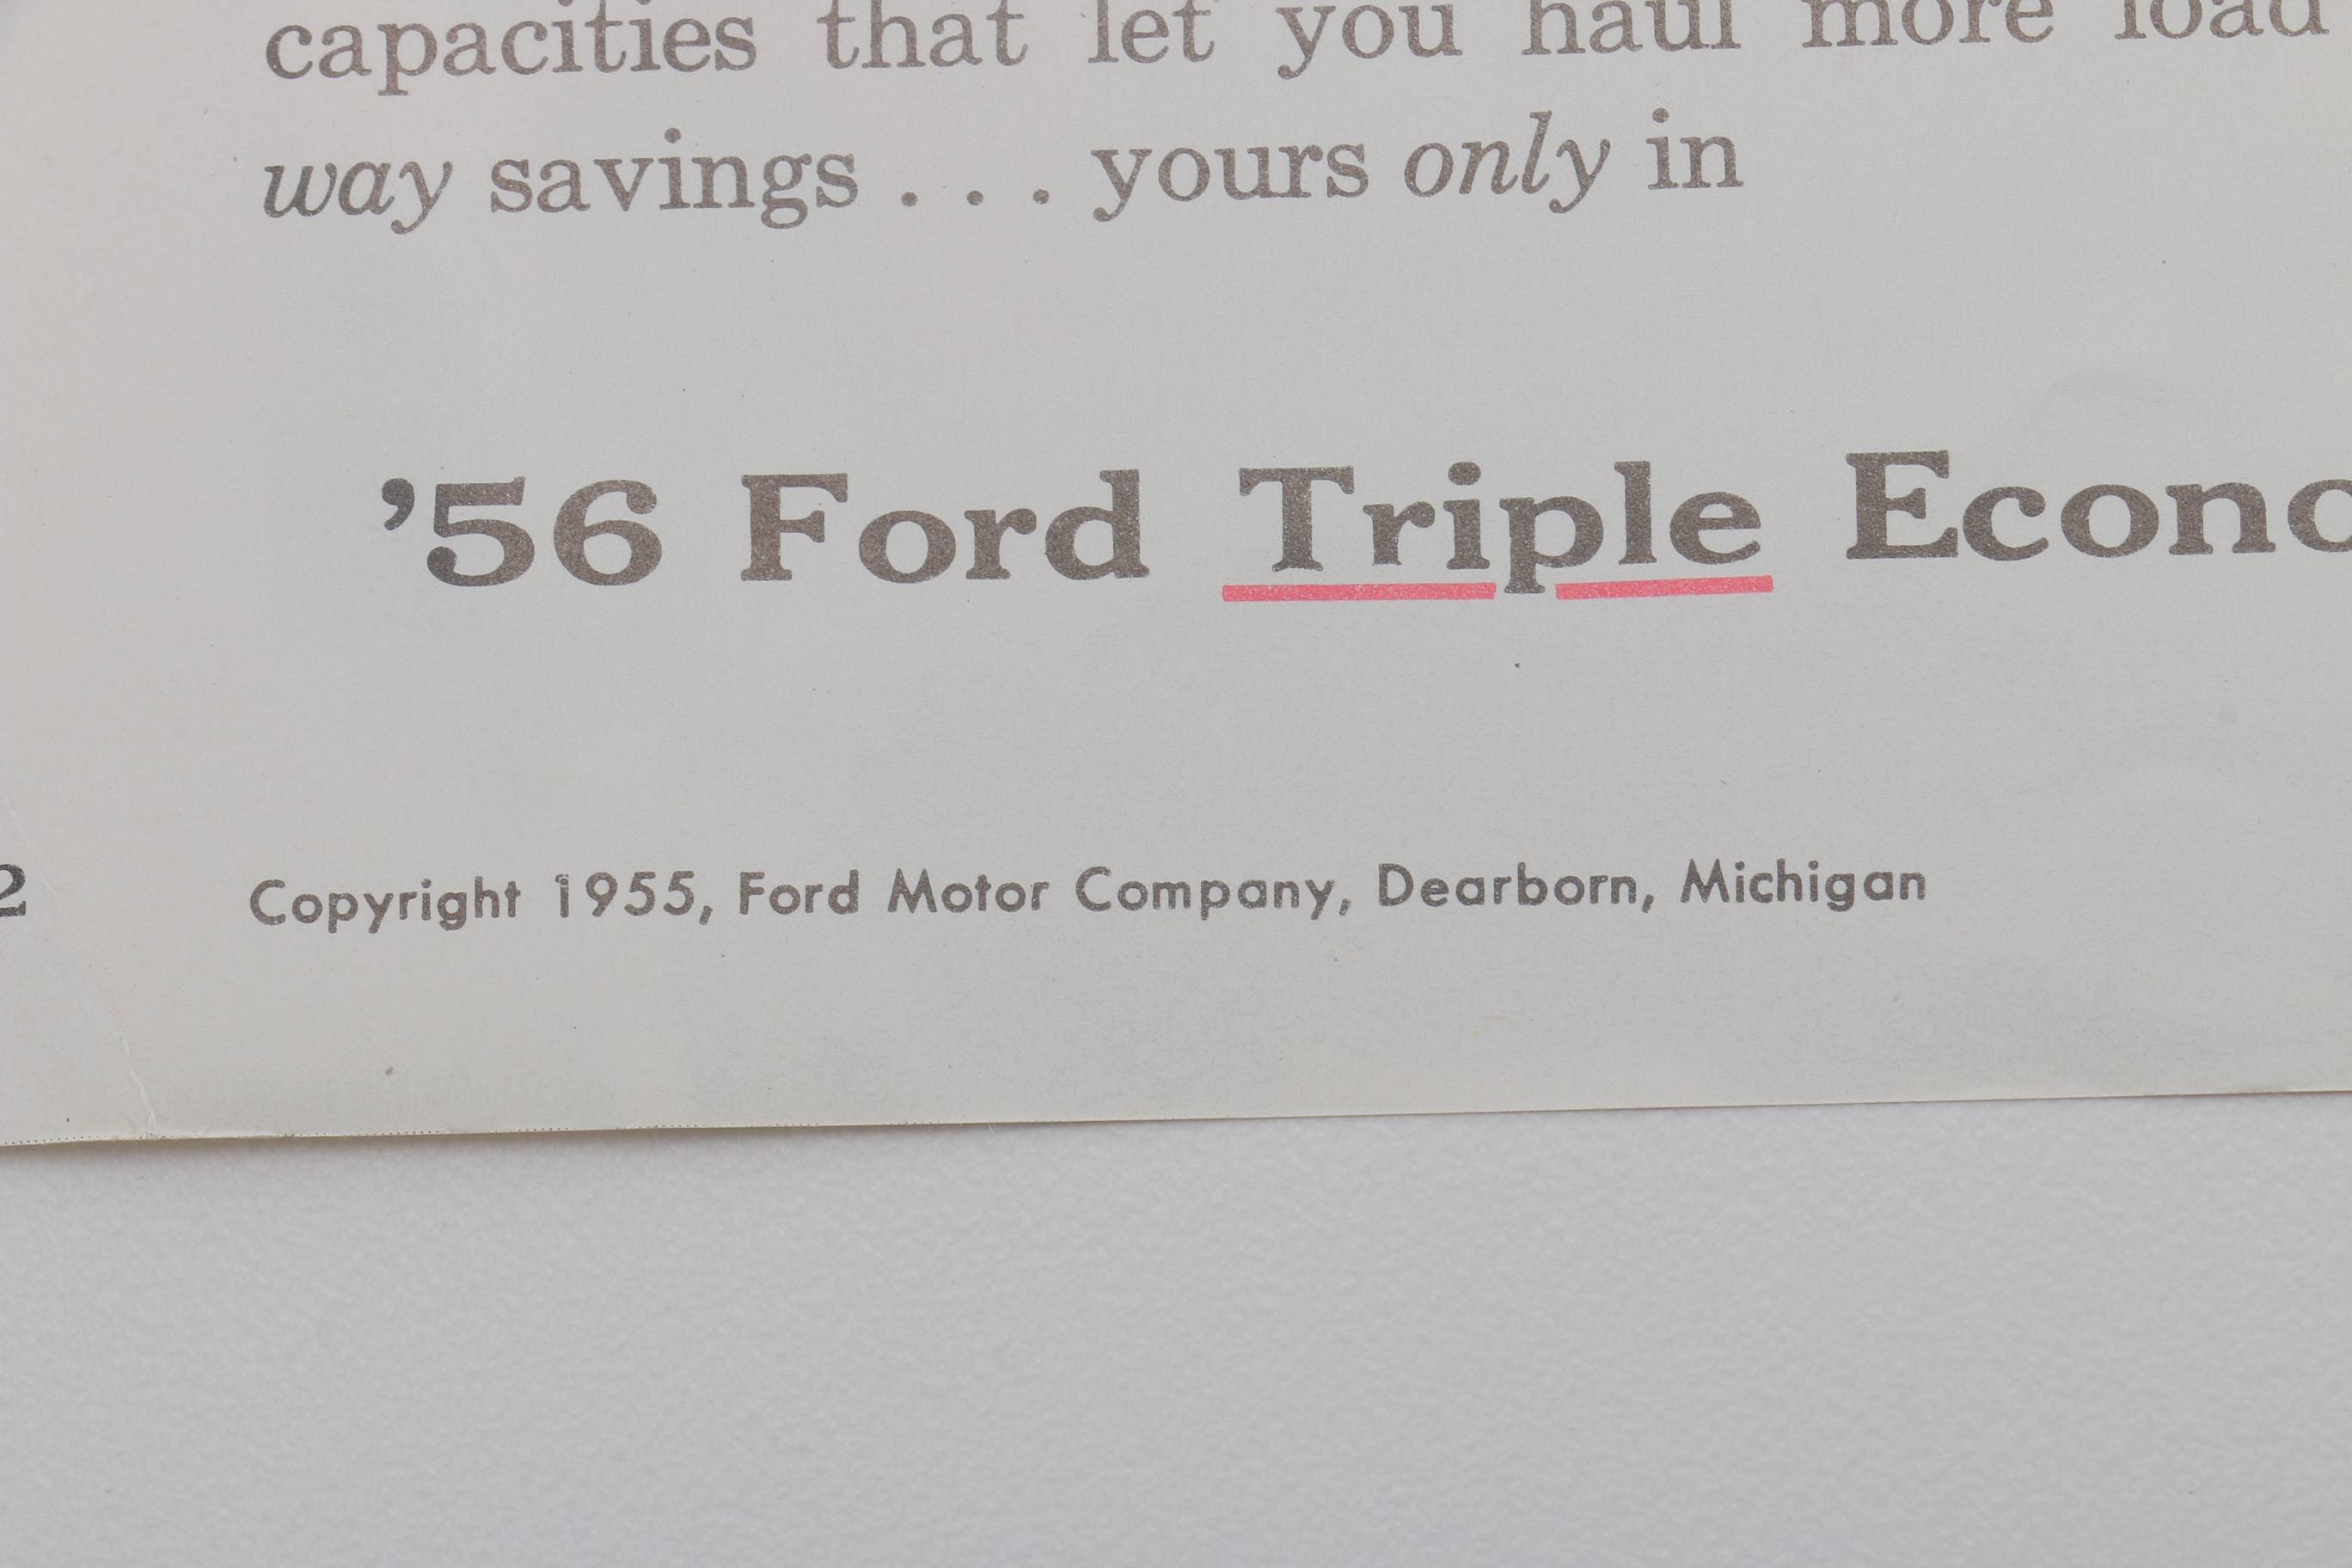 capacities that let you haul more load
way savings . . . yours only in
’56 Ford Triple Econo
2
Copyright 1955, Ford Motor Company, Dearborn, Michigan